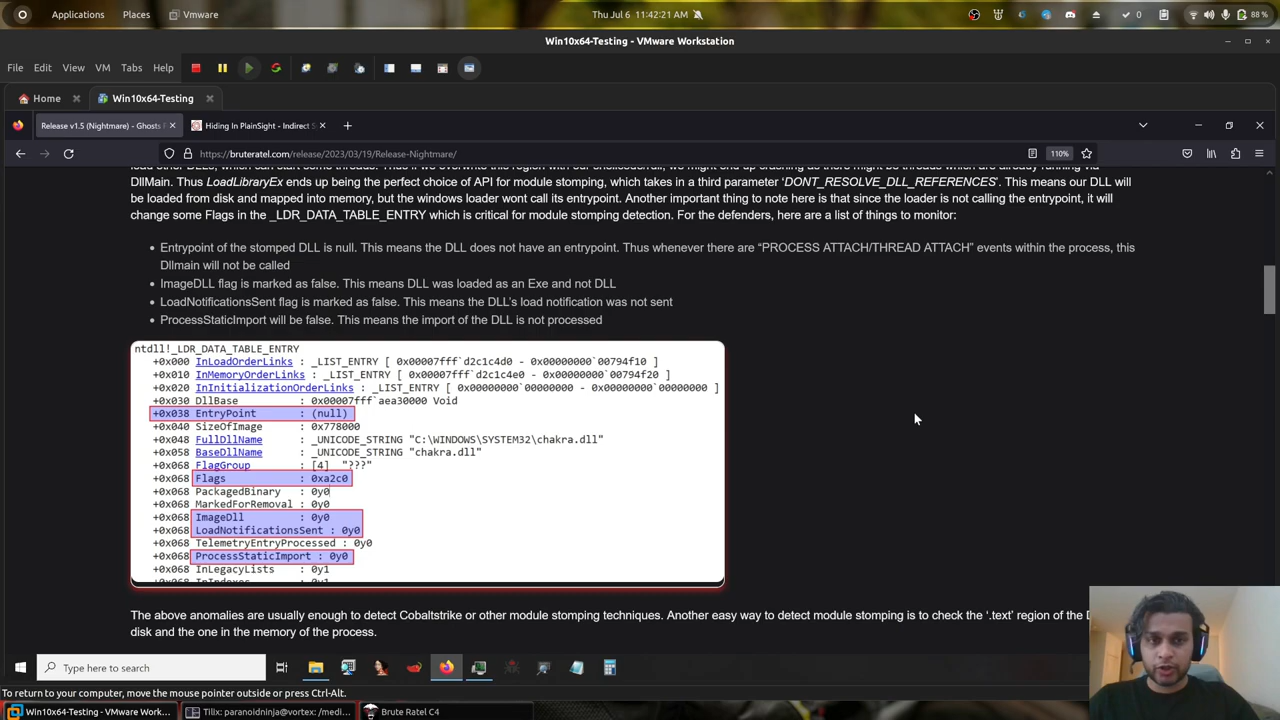 Applications Places Vmware Thu Jul 6 11:42:21 AM 0 88 %
Win10x64-Testing - VMware Workstation
File Edit View VM Tabs Help
Home Win10x64-Testing
Release v1.5 (Nightmare) - Ghosts Hiding In PlainSight - Indirect S
https://bruteratel.com/release/2023/03/19/Release-Nightmare/ 110%
DllMain. Thus LoadLibraryEx ends up being the perfect choice of API for module stomping, which takes in a third parameter ‘DONT_RESOLVE_DLL_REFERENCES’. This means our DLL will
be loaded from disk and mapped into memory, but the windows loader wont call its entrypoint. Another important thing to note here is that since the loader is not calling the entrypoint, it will
change some Flags in the _LDR_DATA_TABLE_ENTRY which is critical for module stomping detection. For the defenders, here are a list of things to monitor:
• Entrypoint of the stomped DLL is null. This means the DLL does not have an entrypoint. Thus whenever there are “PROCESS ATTACH/THREAD ATTACH” events within the process, this
Dllmain will not be called
• ImageDLL flag is marked as false. This means DLL was loaded as an Exe and not DLL
• LoadNotificationsSent flag is marked as false. This means the DLL’s load notification was not sent
• ProcessStaticImport will be false. This means the import of the DLL is not processed
ntdll!_LDR_DATA_TABLE_ENTRY
+0x000 InLoadOrderLinks : _LIST_ENTRY [ 0x00007fff`d2c1c4d0 - 0x00000000`00794f10 ]
+0x010 InMemoryOrderLinks : _LIST_ENTRY [ 0x00007fff`d2c1c4e0 - 0x00000000`00794f20 ]
+0x020 InInitializationOrderLinks : _LIST_ENTRY [ 0x00000000`00000000 - 0x00000000`00000000 ]
+0x030 DllBase : 0x00007fff`aea30000 Void
+0x038 EntryPoint : (null)
+0x040 SizeOfImage : 0x778000
+0x048 FullDllName : _UNICODE_STRING "C:\WINDOWS\SYSTEM32\chakra.dll"
+0x058 BaseDllName : _UNICODE_STRING "chakra.dll"
+0x068 FlagGroup : [4] "???"
+0x068 Flags : 0xa2c0
+0x068 PackagedBinary : 0y0
+0x068 MarkedForRemoval : 0y0
+0x068 ImageDll : 0y0
+0x068 LoadNotificationsSent : 0y0
+0x068 TelemetryEntryProcessed : 0y0
+0x068 ProcessStaticImport : 0y0
+0x068 InLegacyLists : 0y1
The above anomalies are usually enough to detect Cobaltstrike or other module stomping techniques. Another easy way to detect module stomping is to check the ‘.text’ region of the
disk and the one in the memory of the process.
Type here to search
To return to your computer, move the mouse pointer outside or press Ctrl-Alt.
Win10x64-Testing - VMware Work... Tilix: paranoidninja@vortex: /medi... Brute Ratel C4